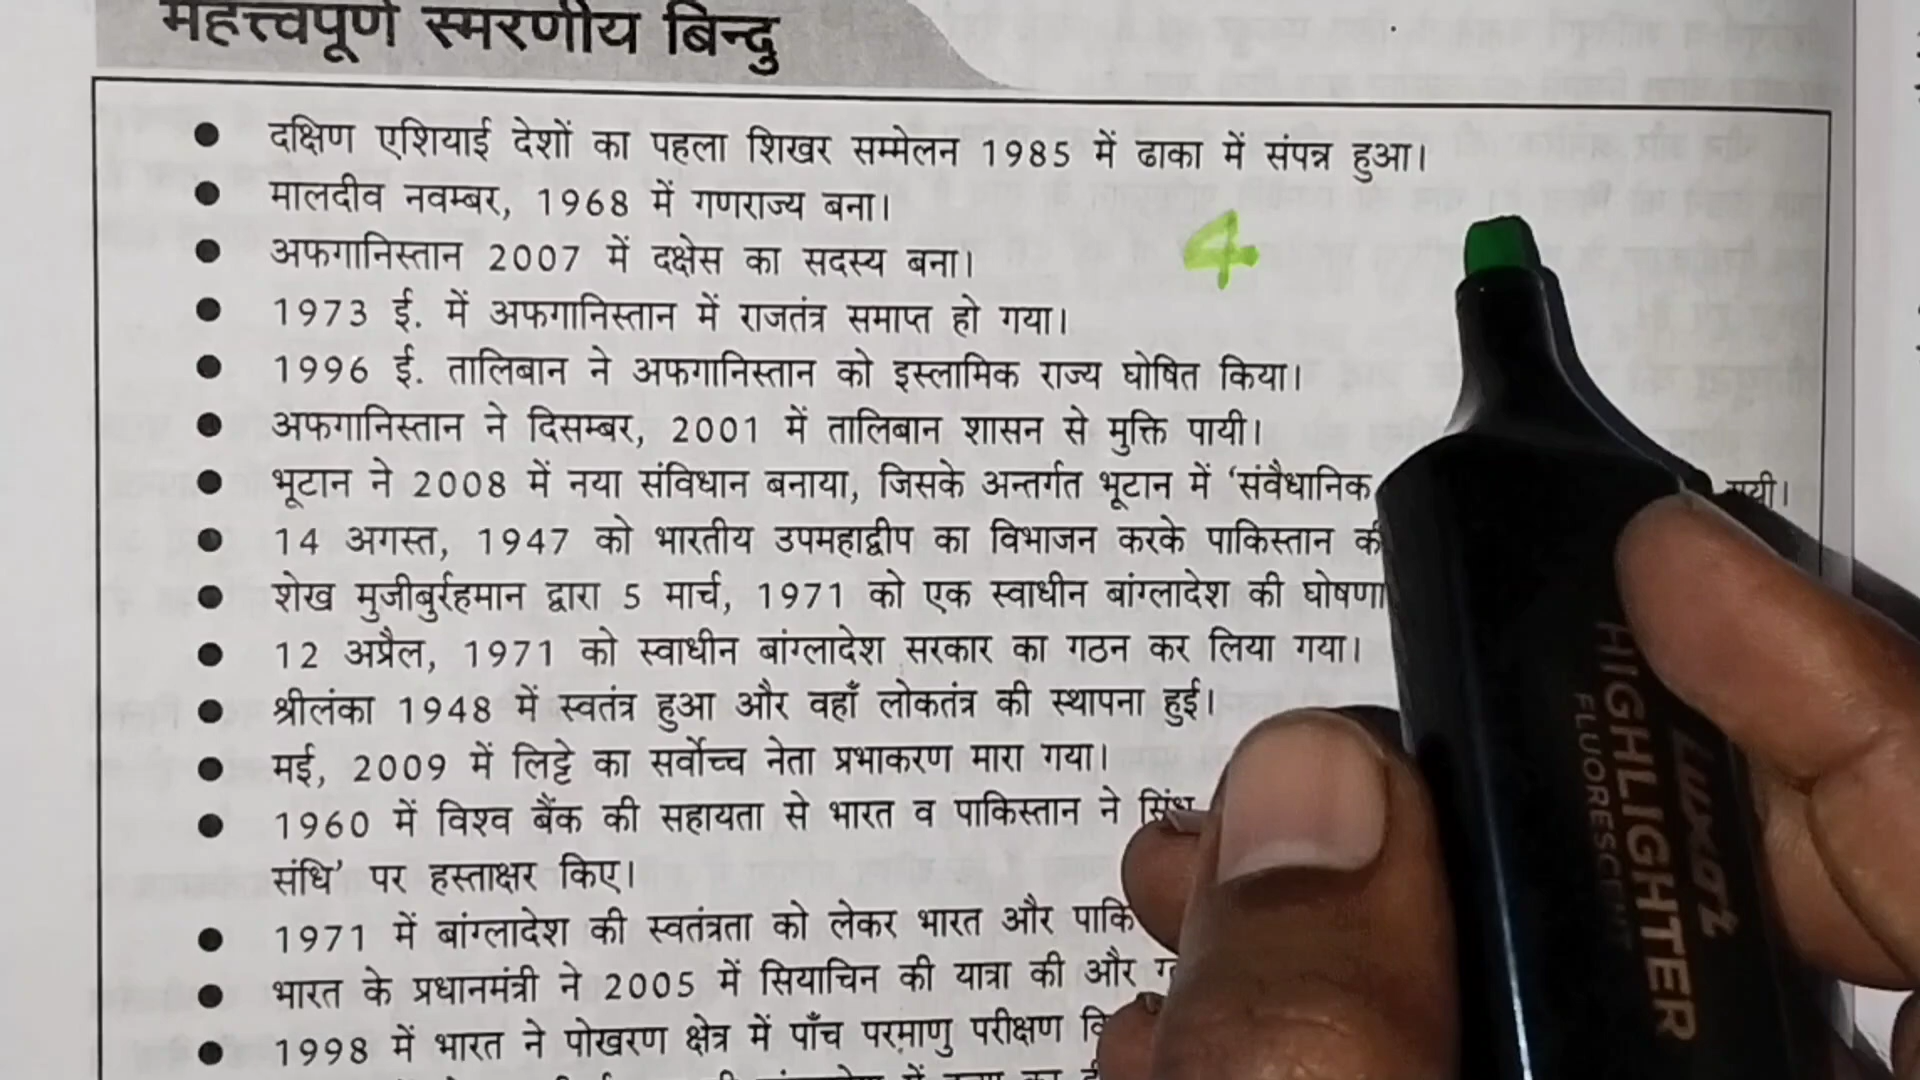 महत्त्वपूर्ण स्मरणीय बिन्दु
● दक्षिण एशियाई देशों का पहला शिखर सम्मेलन 1985 में ढाका में संपन्न हुआ।
● मालदीव नवम्बर, 1968 में गणराज्य बना।
4
● अफगानिस्तान 2007 में दक्षेस का सदस्य बना।
● 1973 ई. में अफगानिस्तान में राजतंत्र समाप्त हो गया।
● 1996 ई. तालिबान ने अफगानिस्तान को इस्लामिक राज्य घोषित किया।
● अफगानिस्तान ने दिसम्बर, 2001 में तालिबान शासन से मुक्ति पायी।
● भूटान ने 2008 में नया संविधान बनाया, जिसके अन्तर्गत भूटान में ‘संवैधानिक
● 14 अगस्त, 1947 को भारतीय उपमहाद्वीप का विभाजन करके पाकिस्तान की
● शेख मुजीबुर्रहमान द्वारा 5 मार्च, 1971 को एक स्वाधीन बांग्लादेश की घोषणा
● 12 अप्रैल, 1971 को स्वाधीन बांग्लादेश सरकार का गठन कर लिया गया।
● श्रीलंका 1948 में स्वतंत्र हुआ और वहाँ लोकतंत्र की स्थापना हुई।
● मई, 2009 में लिट्टे का सर्वोच्च नेता प्रभाकरण मारा गया।
● 1960 में विश्व बैंक की सहायता से भारत व पाकिस्तान ने सिंध
संधि’ पर हस्ताक्षर किए।
● 1971 में बांग्लादेश की स्वतंत्रता को लेकर भारत और पाकि
● भारत के प्रधानमंत्री ने 2005 में सियाचिन की यात्रा की और
● 1998 में भारत ने पोखरण क्षेत्र में पाँच परमाणु परीक्षण
Luxor
HIGHLIGHTER
FLUORESCENT